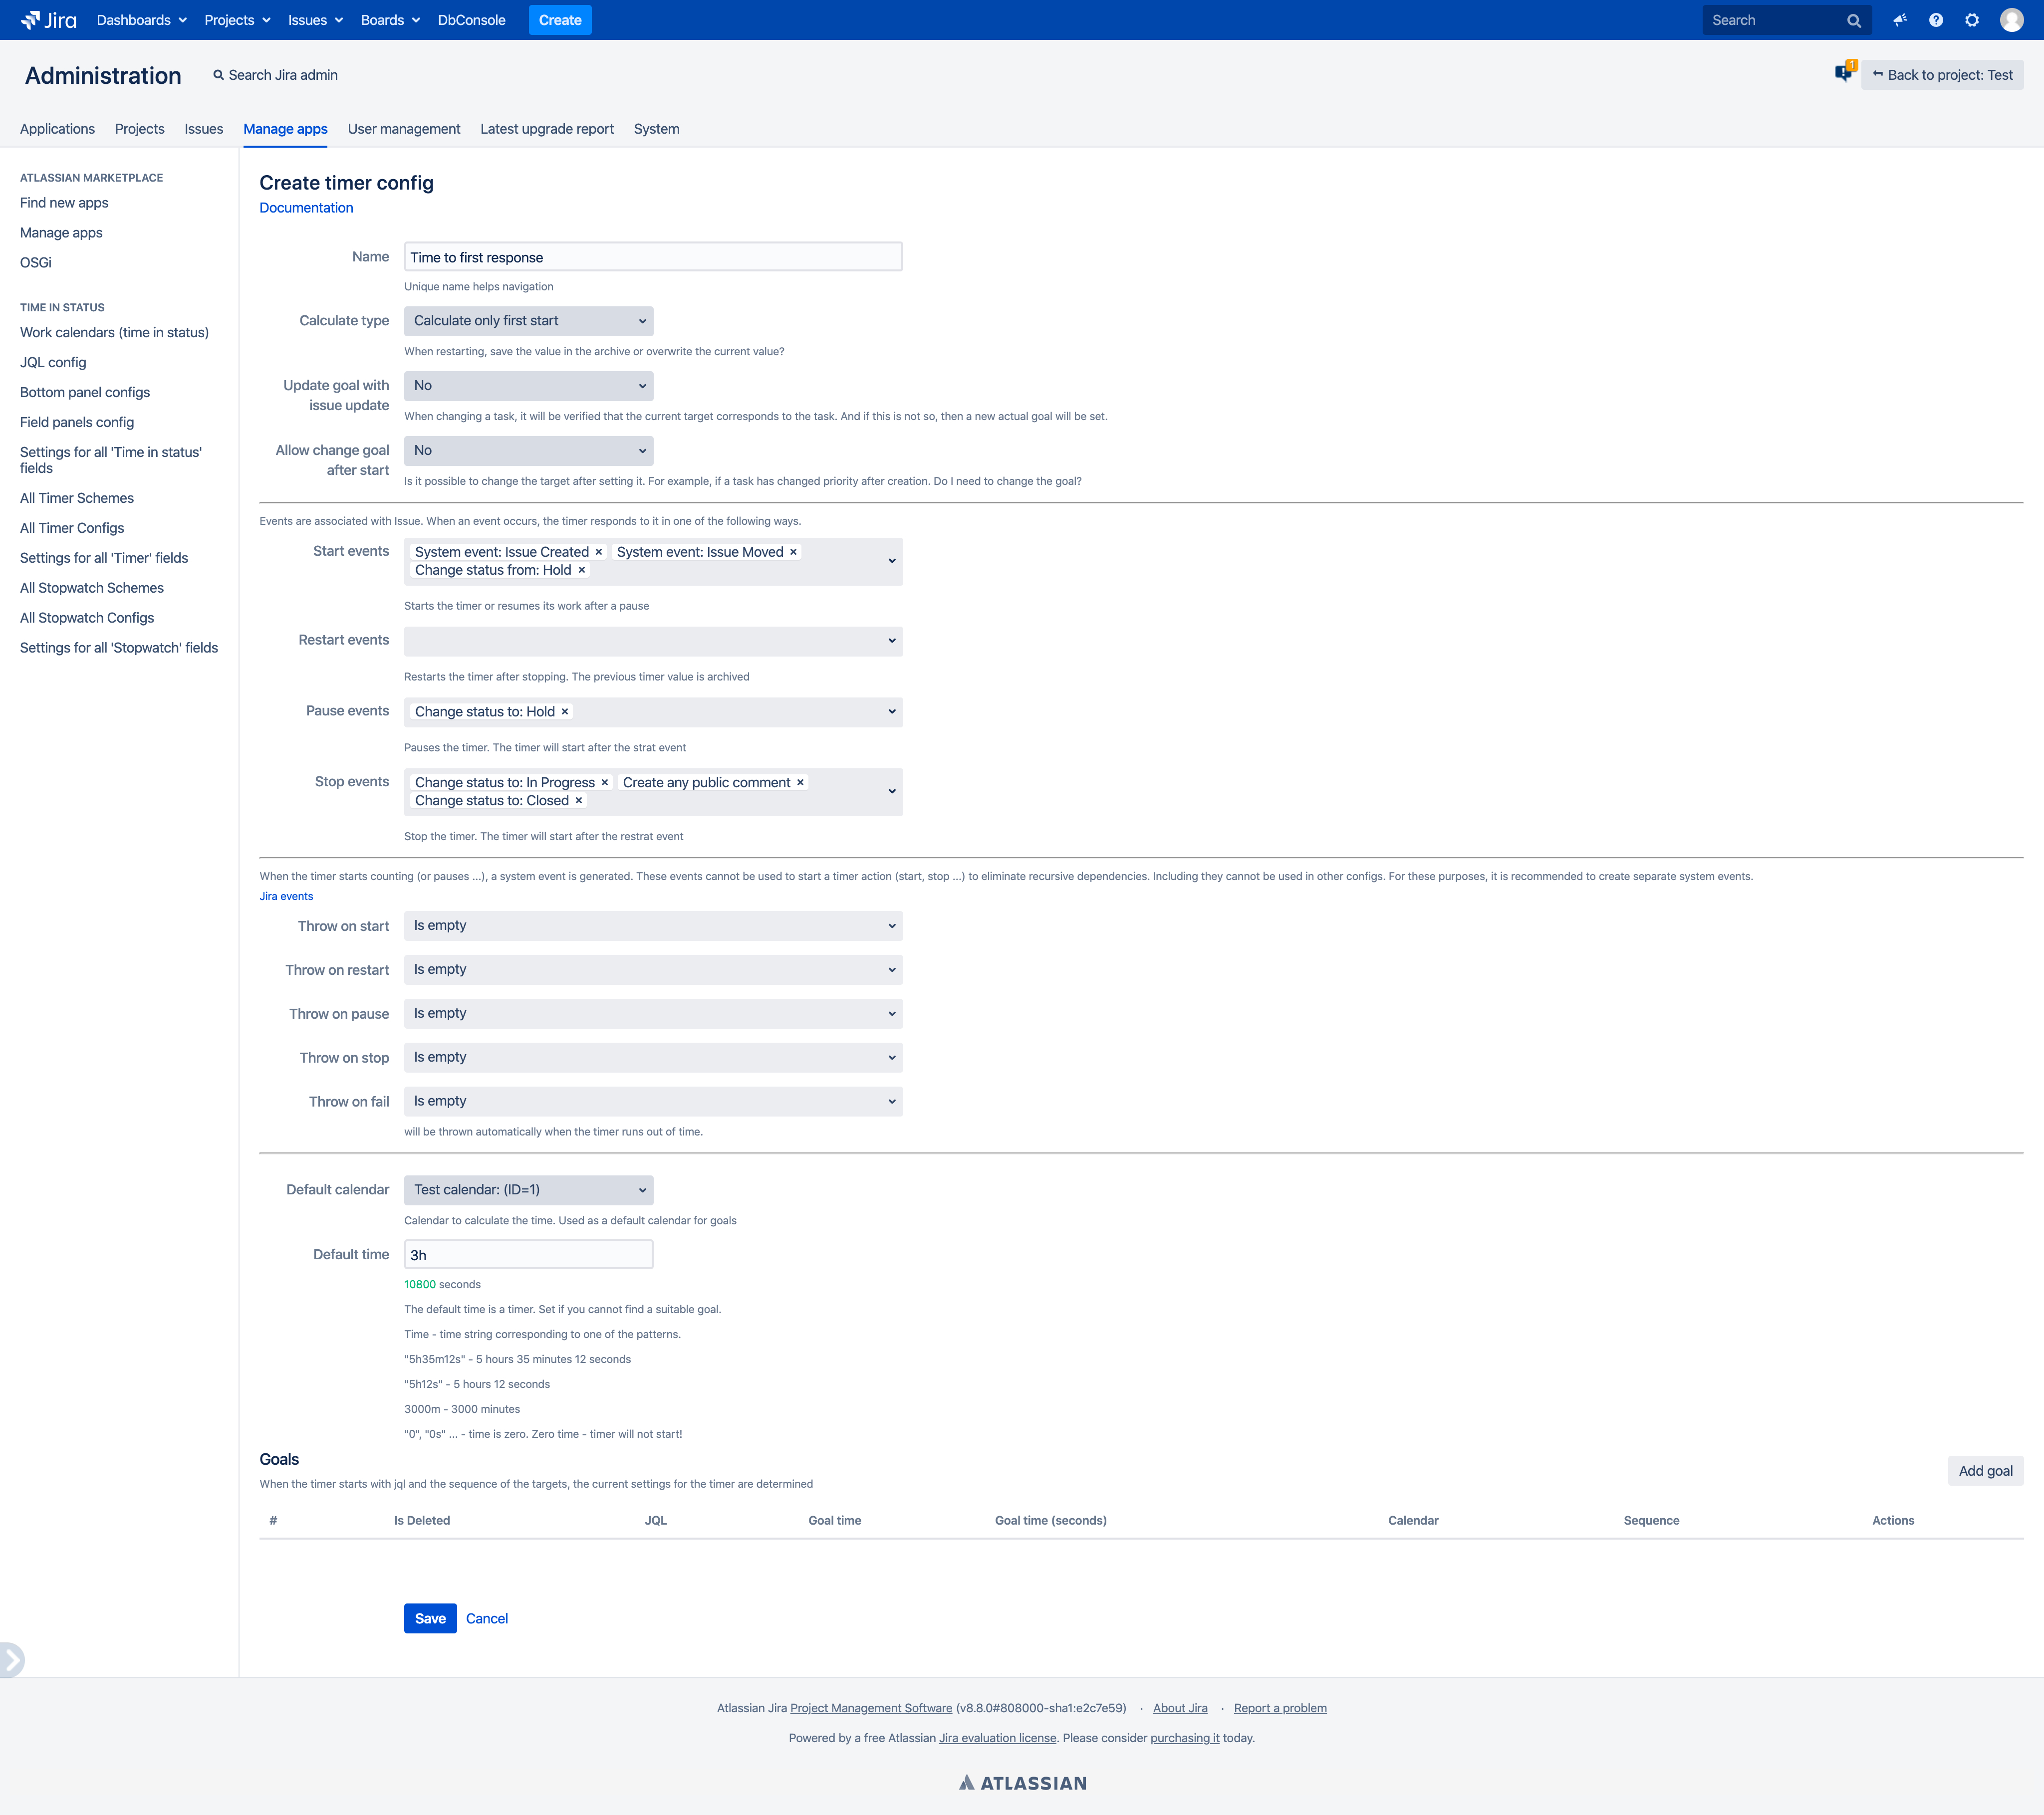 Jira Dashboards Projects Issues Boards DbConsole Create Search
Administration Search Jira admin 1 Back to project: Test
Applications Projects Issues Manage apps User management Latest upgrade report System
ATLASSIAN MARKETPLACE
Find new apps
Manage apps
OSGi
TIME IN STATUS
Work calendars (time in status)
JQL config
Bottom panel configs
Field panels config
Settings for all 'Time in status'
fields
All Timer Schemes
All Timer Configs
Settings for all 'Timer' fields
All Stopwatch Schemes
All Stopwatch Configs
Settings for all 'Stopwatch' fields
Create timer config
Documentation
Name Time to first response
Unique name helps navigation
Calculate type Calculate only first start
When restarting, save the value in the archive or overwrite the current value?
Update goal with
issue update
No
When changing a task, it will be verified that the current target corresponds to the task. And if this is not so, then a new actual goal will be set.
Allow change goal
after start
No
Is it possible to change the target after setting it. For example, if a task has changed priority after creation. Do I need to change the goal?
Events are associated with Issue. When an event occurs, the timer responds to it in one of the following ways.
Start events System event: Issue Created × System event: Issue Moved ×
Change status from: Hold ×
Starts the timer or resumes its work after a pause
Restart events
Restarts the timer after stopping. The previous timer value is archived
Pause events Change status to: Hold ×
Pauses the timer. The timer will start after the strat event
Stop events Change status to: In Progress × Create any public comment ×
Change status to: Closed ×
Stop the timer. The timer will start after the restrat event
When the timer starts counting (or pauses ...), a system event is generated. These events cannot be used to start a timer action (start, stop ...) to eliminate recursive dependencies. Including they cannot be used in other configs. For these purposes, it is recommended to create separate system events.
Jira events
Throw on start Is empty
Throw on restart Is empty
Throw on pause Is empty
Throw on stop Is empty
Throw on fail Is empty
will be thrown automatically when the timer runs out of time.
Default calendar Test calendar: (ID=1)
Calendar to calculate the time. Used as a default calendar for goals
Default time 3h
10800 seconds
The default time is a timer. Set if you cannot find a suitable goal.
Time - time string corresponding to one of the patterns.
"5h35m12s" - 5 hours 35 minutes 12 seconds
"5h12s" - 5 hours 12 seconds
3000m - 3000 minutes
"0", "0s" ... - time is zero. Zero time - timer will not start!
Goals
When the timer starts with jql and the sequence of the targets, the current settings for the timer are determined
Add goal
# Is Deleted JQL Goal time Goal time (seconds) Calendar Sequence Actions
Save Cancel
Atlassian Jira Project Management Software (v8.8.0#808000-sha1:e2c7e59) · About Jira · Report a problem
Powered by a free Atlassian Jira evaluation license. Please consider purchasing it today.
ATLASSIAN